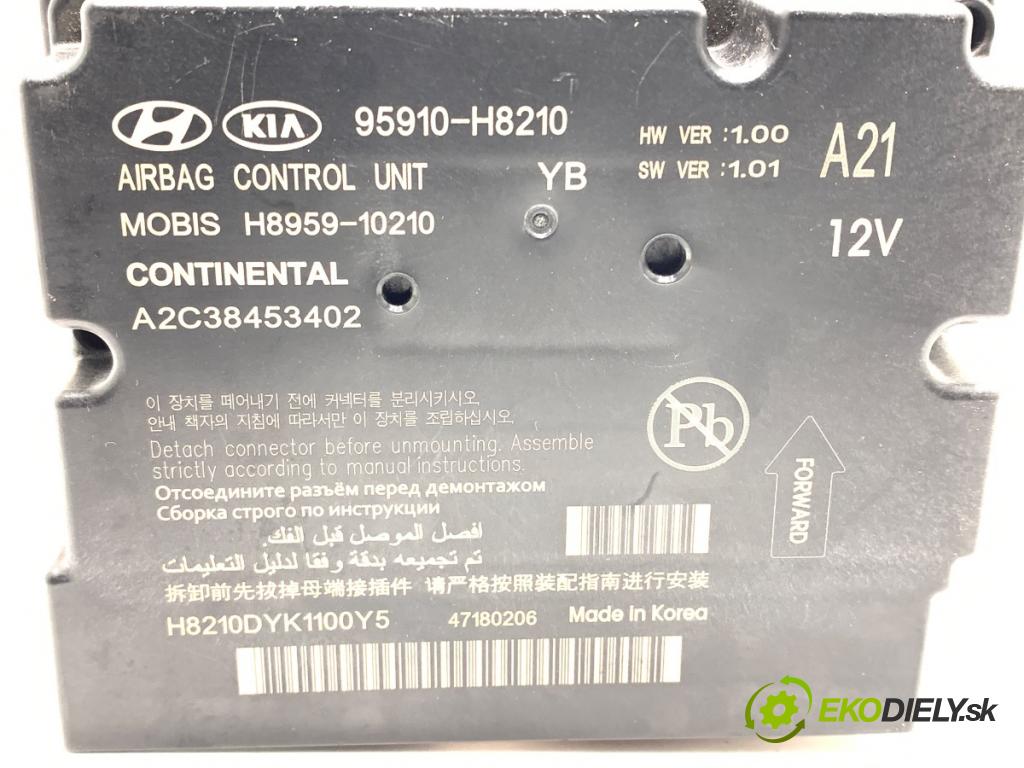 KIA 95910-H8210 HW VER :1.00 A21
AIRBAG CONTROL UNIT YB SW VER :1.01
MOBIS H8959-10210 12V
CONTINENTAL
A2C38453402
이 장치를 떼어내기 전에 커넥터를 분리시키시오.
안내 책자의 지침에 따라서만 이 장치를 조립하십시오.
Pb
Detach connector before unmounting. Assemble
strictly according to manual instructions.
FORWARD
Отсоедините разъём перед демонтажом
Сборка строго по инструкции
افصل الموصل قبل الفك.
تم تجميعه بدقة وفقا لدليل التعليمات
拆卸前先拔掉母端接插件 请严格按照装配指南进行安装
H8210DYK1100Y5 47180206 Made in Korea
EKODIELY.sk